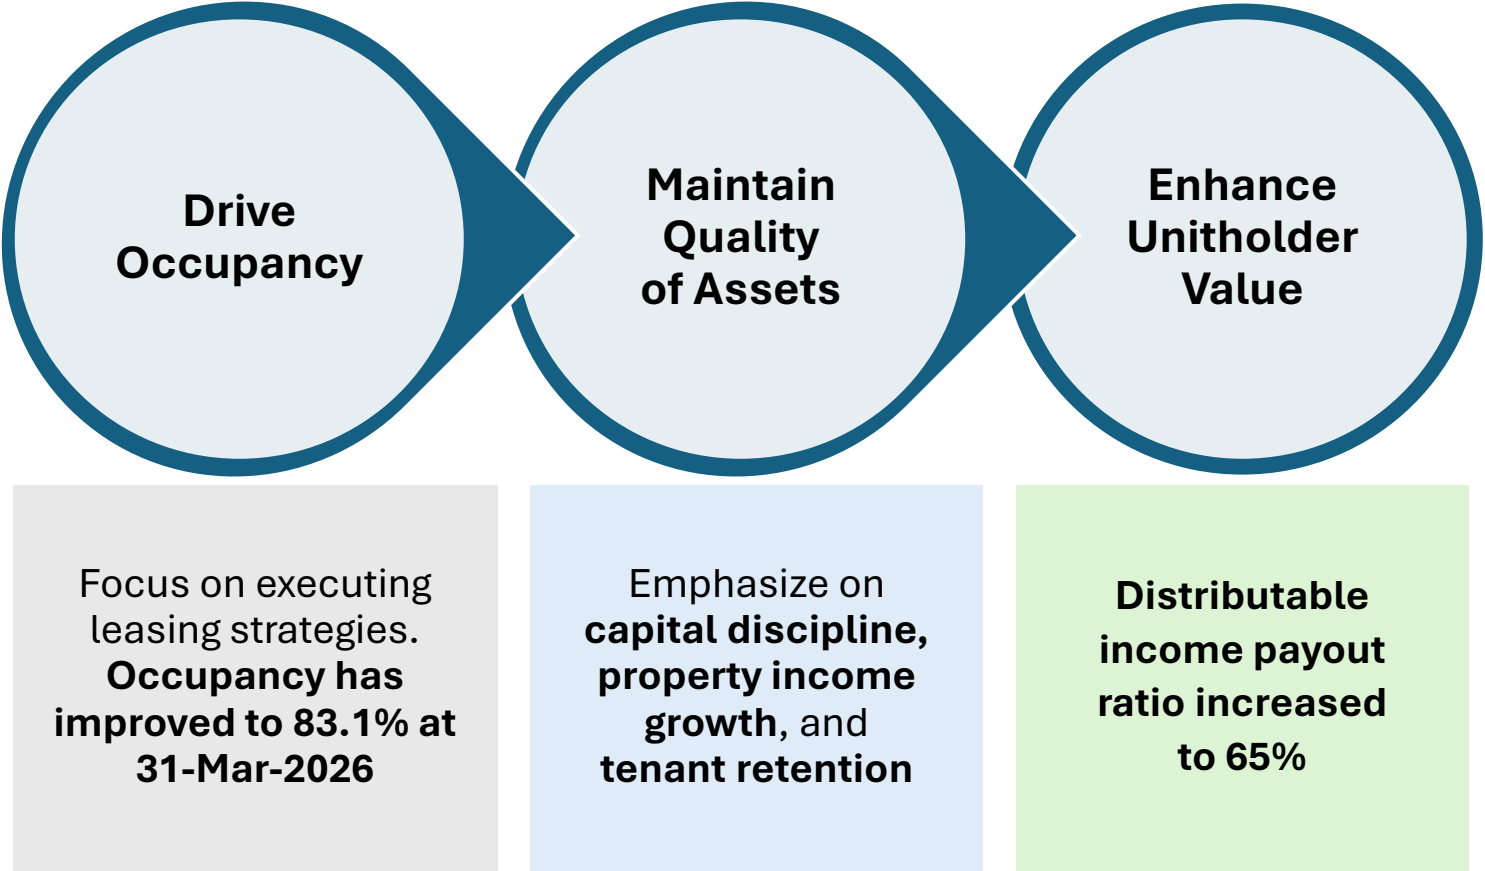 Drive
Occupancy
Maintain
Quality
of Assets
Enhance
Unitholder
Value
Focus on executing
leasing strategies.
Occupancy has
improved to 83.1% at
31-Mar-2026
Emphasize on
capital discipline,
property income
growth, and
tenant retention
Distributable
income payout
ratio increased
to 65%